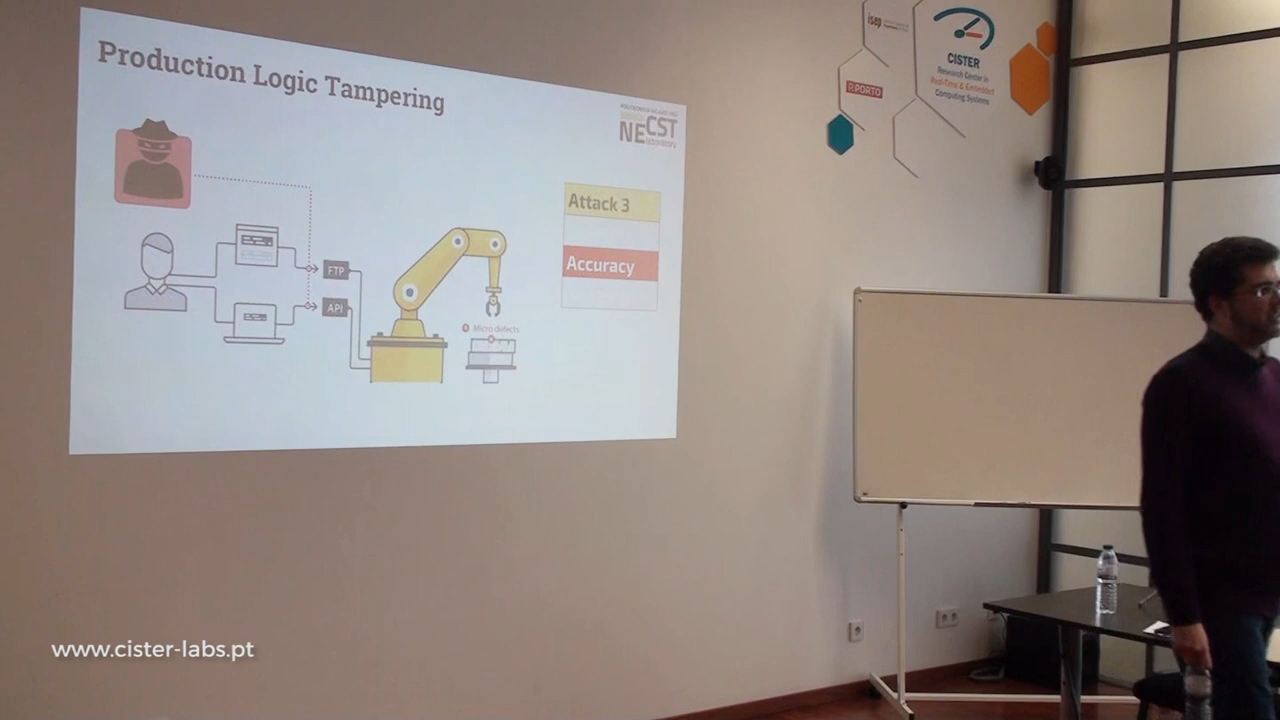 Production Logic Tampering
NECST
laboratory
Attack 3
Accuracy
FTP
API
Micro defects
isep
P.PORTO
CISTER
Research Center in
Real-Time & Embedded
Computing Systems
www.cister-labs.pt